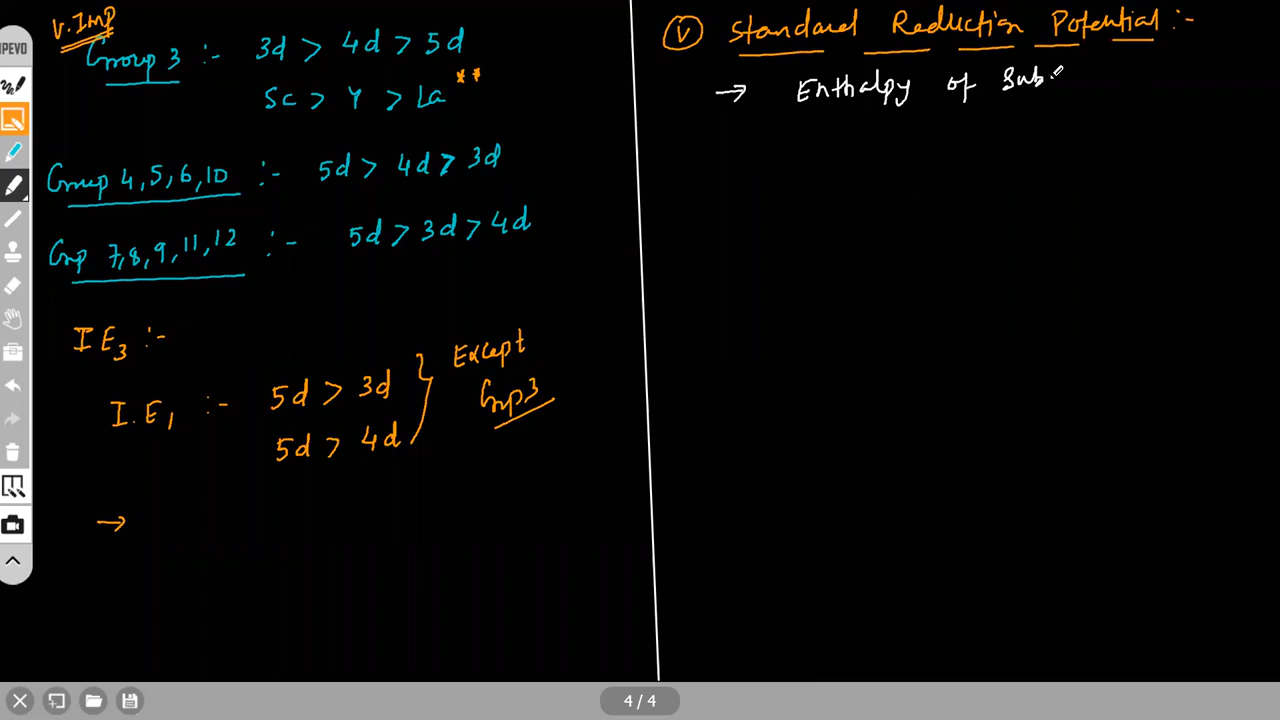 V. Imp
Group 3 :- 3d > 4d > 5d
Sc > Y > La **
Group 4,5,6,10 :- 5d > 4d > 3d
Grp 7,8,9,11,12 :- 5d > 3d > 4d
IE3 :-
I.E1 :- 5d > 3d
5d > 4d } Except
Grp3
→
(V) Standard Reduction Potential :-
→ Enthalpy of Sub.
4 / 4
IPEVO